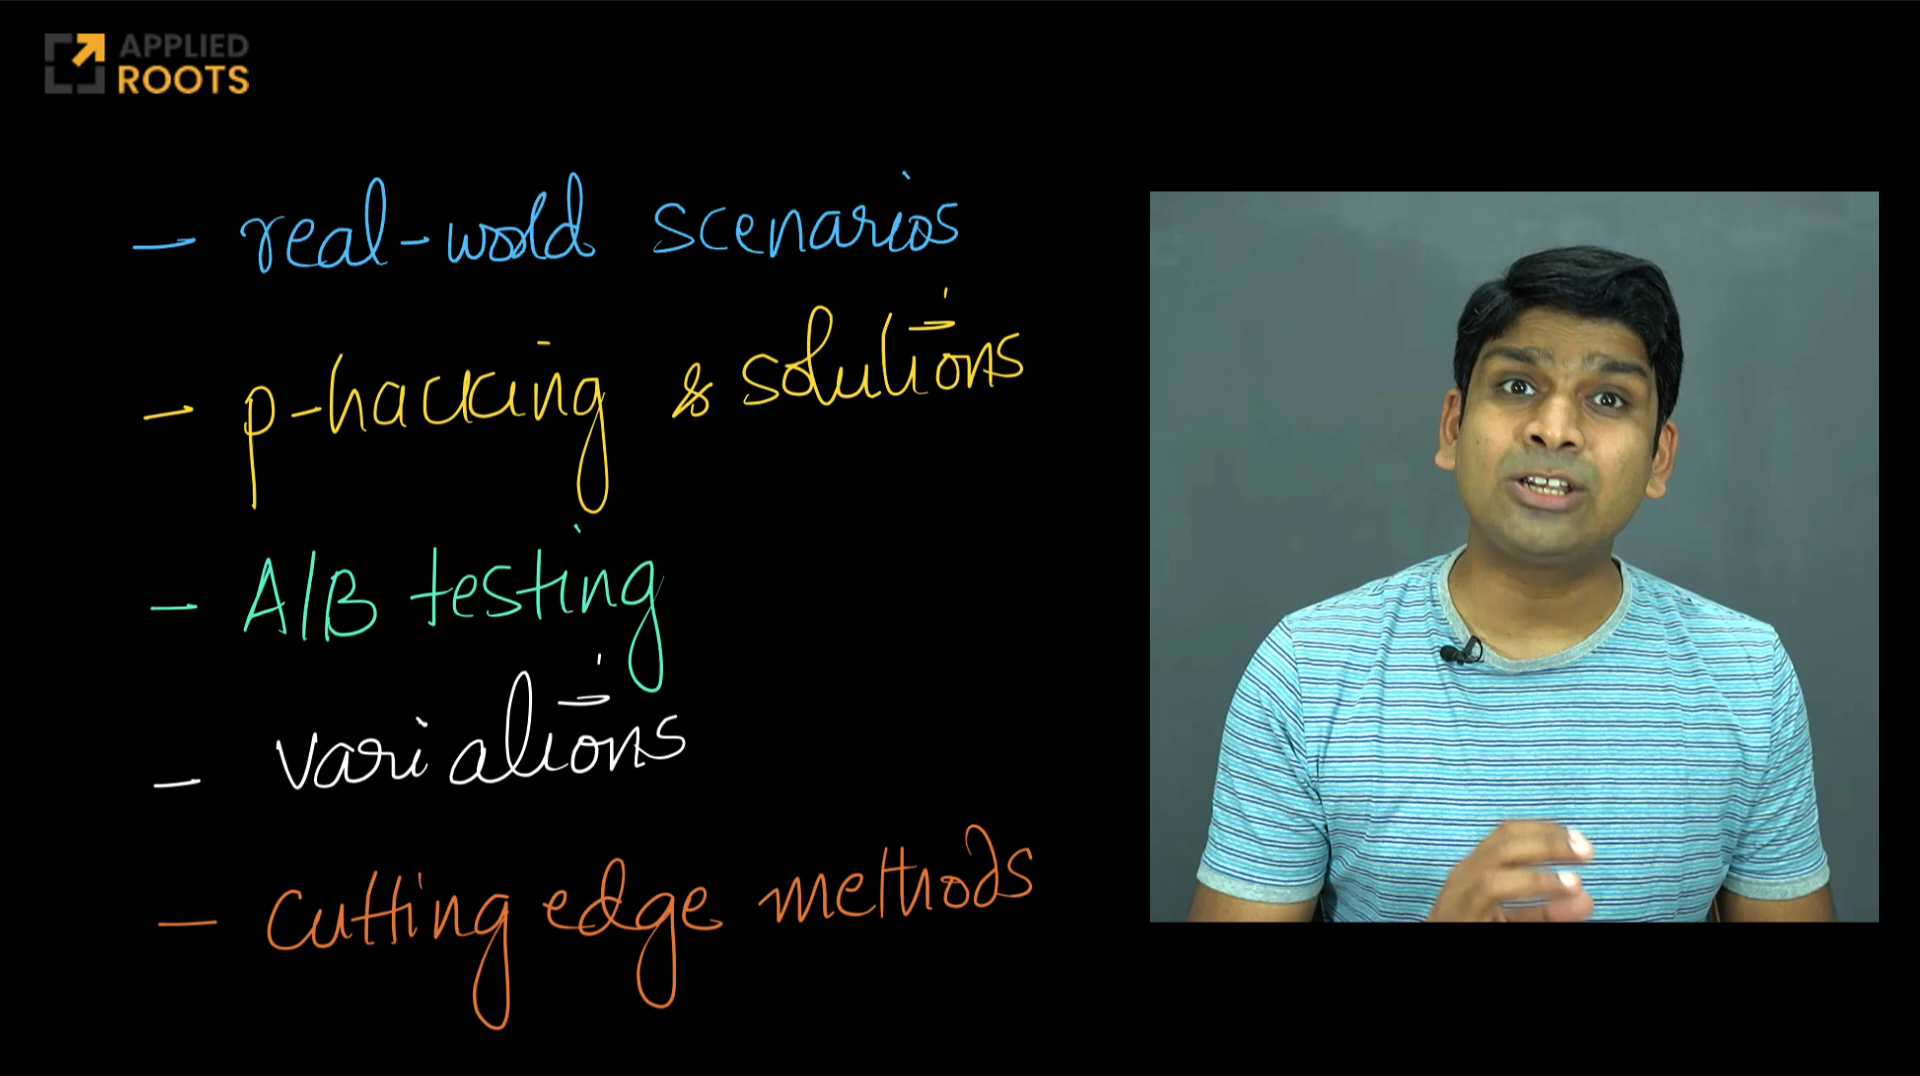 APPLIED
ROOTS
- real-world scenarios
- p-hacking & solutions
- A/B testing
- variations
- cutting edge methods